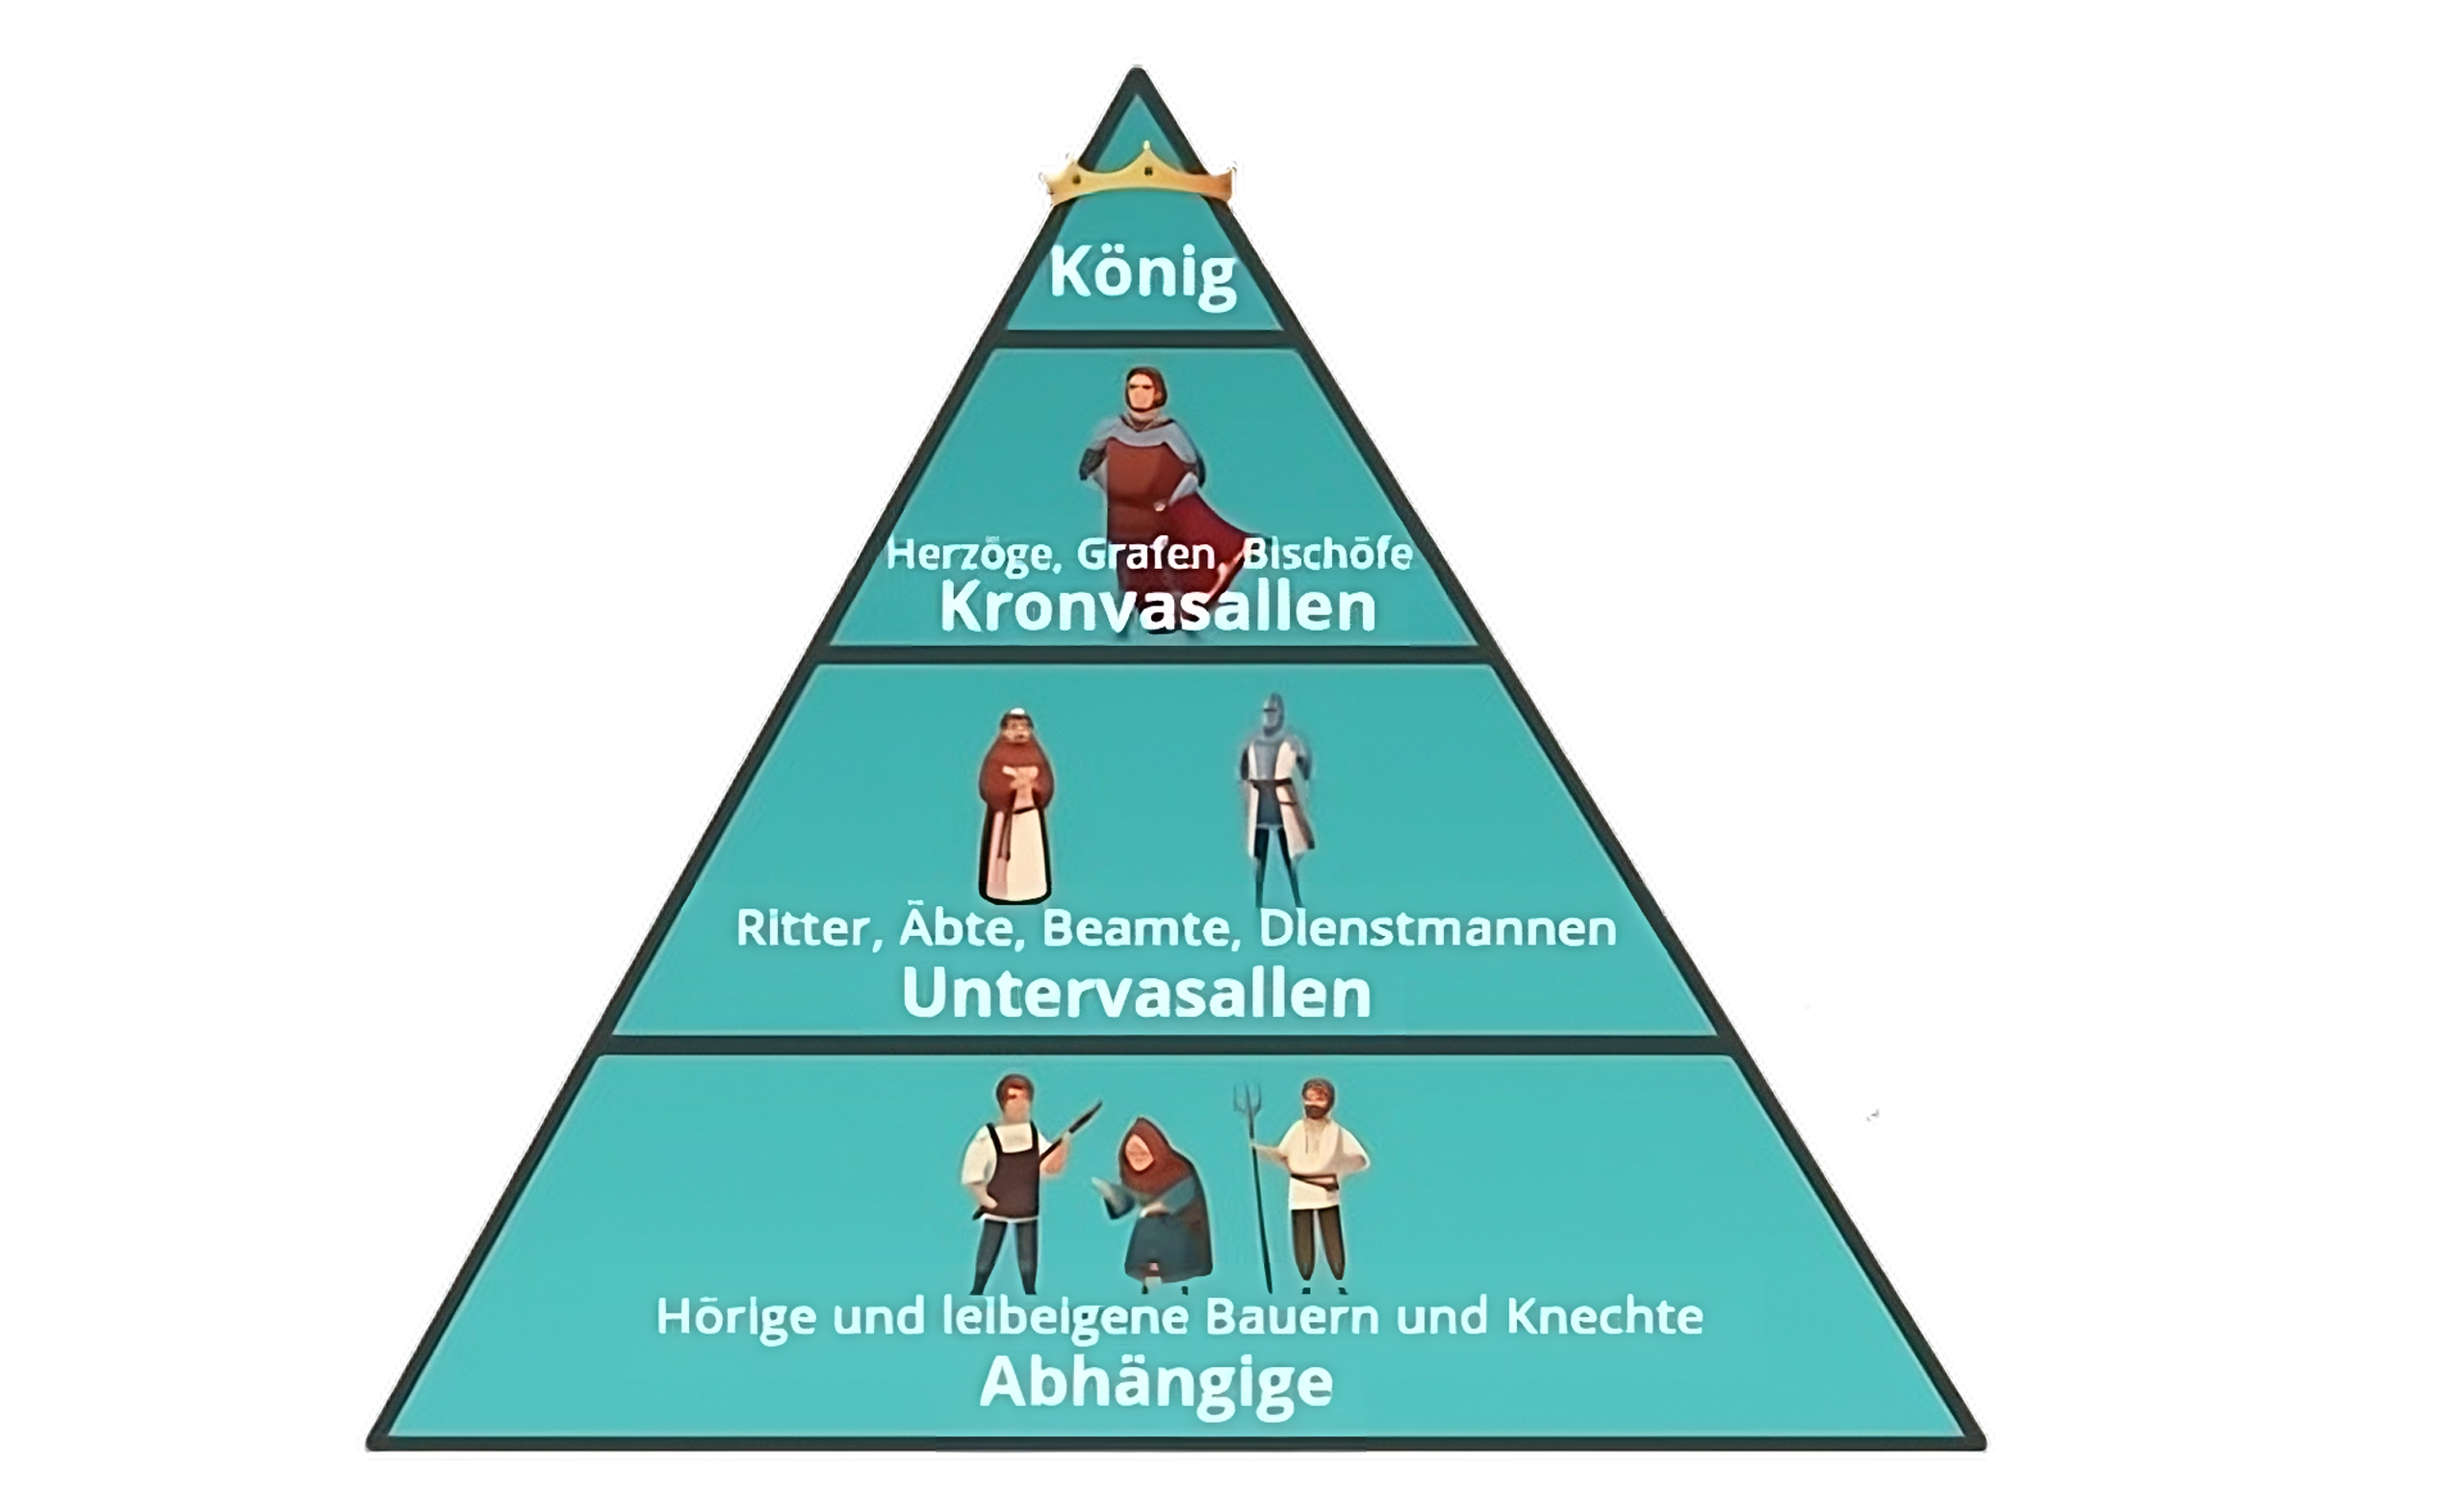 König
Herzöge, Grafen, Bischöfe
Kronvasallen
Ritter, Äbte, Beamte, Dienstmannen
Untervasallen
Hörige und leibeigene Bauern und Knechte
Abhängige